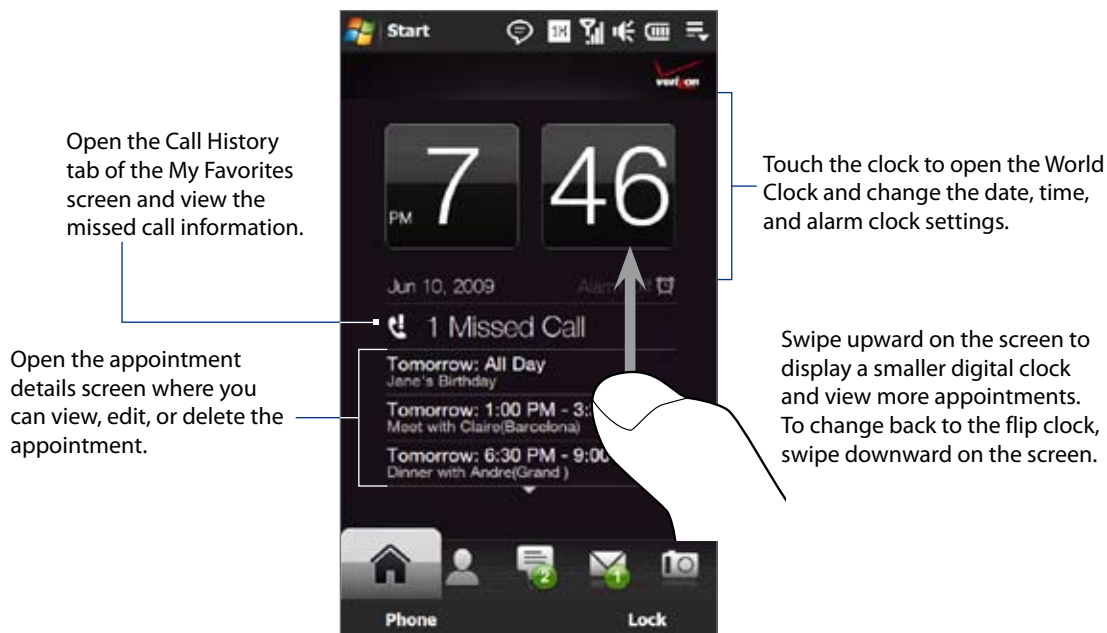 Start
1X
verizon
Open the Call History
tab of the My Favorites
screen and view the
missed call information.
7
PM
46
Touch the clock to open the World
Clock and change the date, time,
and alarm clock settings.
Jun 10, 2009
1 Missed Call
Open the appointment
details screen where you
can view, edit, or delete the
appointment.
Tomorrow: All Day
Jane's Birthday
Tomorrow: 1:00 PM - 3:
Meet with Claire(Barcelona)
Tomorrow: 6:30 PM - 9:00
Dinner with Andre(Grand )
Swipe upward on the screen to
display a smaller digital clock
and view more appointments.
To change back to the flip clock,
swipe downward on the screen.
2
1
Phone
Lock